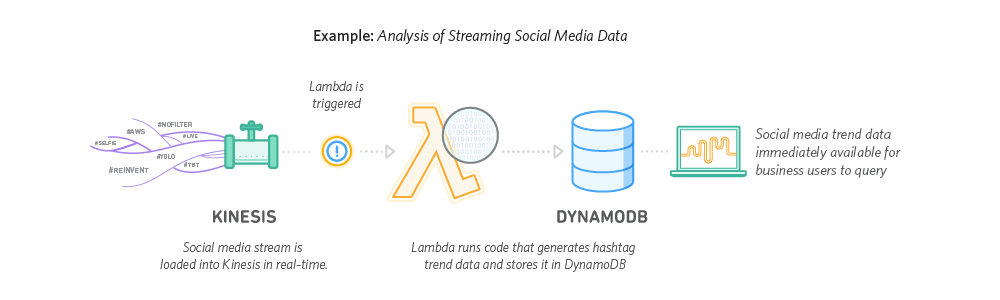 Example: Analysis of Streaming Social Media Data
Lambda is
triggered
#NOFILTER
#AWS
#LIVE
#SELFIE
#YOLO
#TBT
#REINVENT
Social media trend data
immediately available for
business users to query
KINESIS
DYNAMODB
Social media stream is
loaded into Kinesis in real-time.
Lambda runs code that generates hashtag
trend data and stores it in DynamoDB